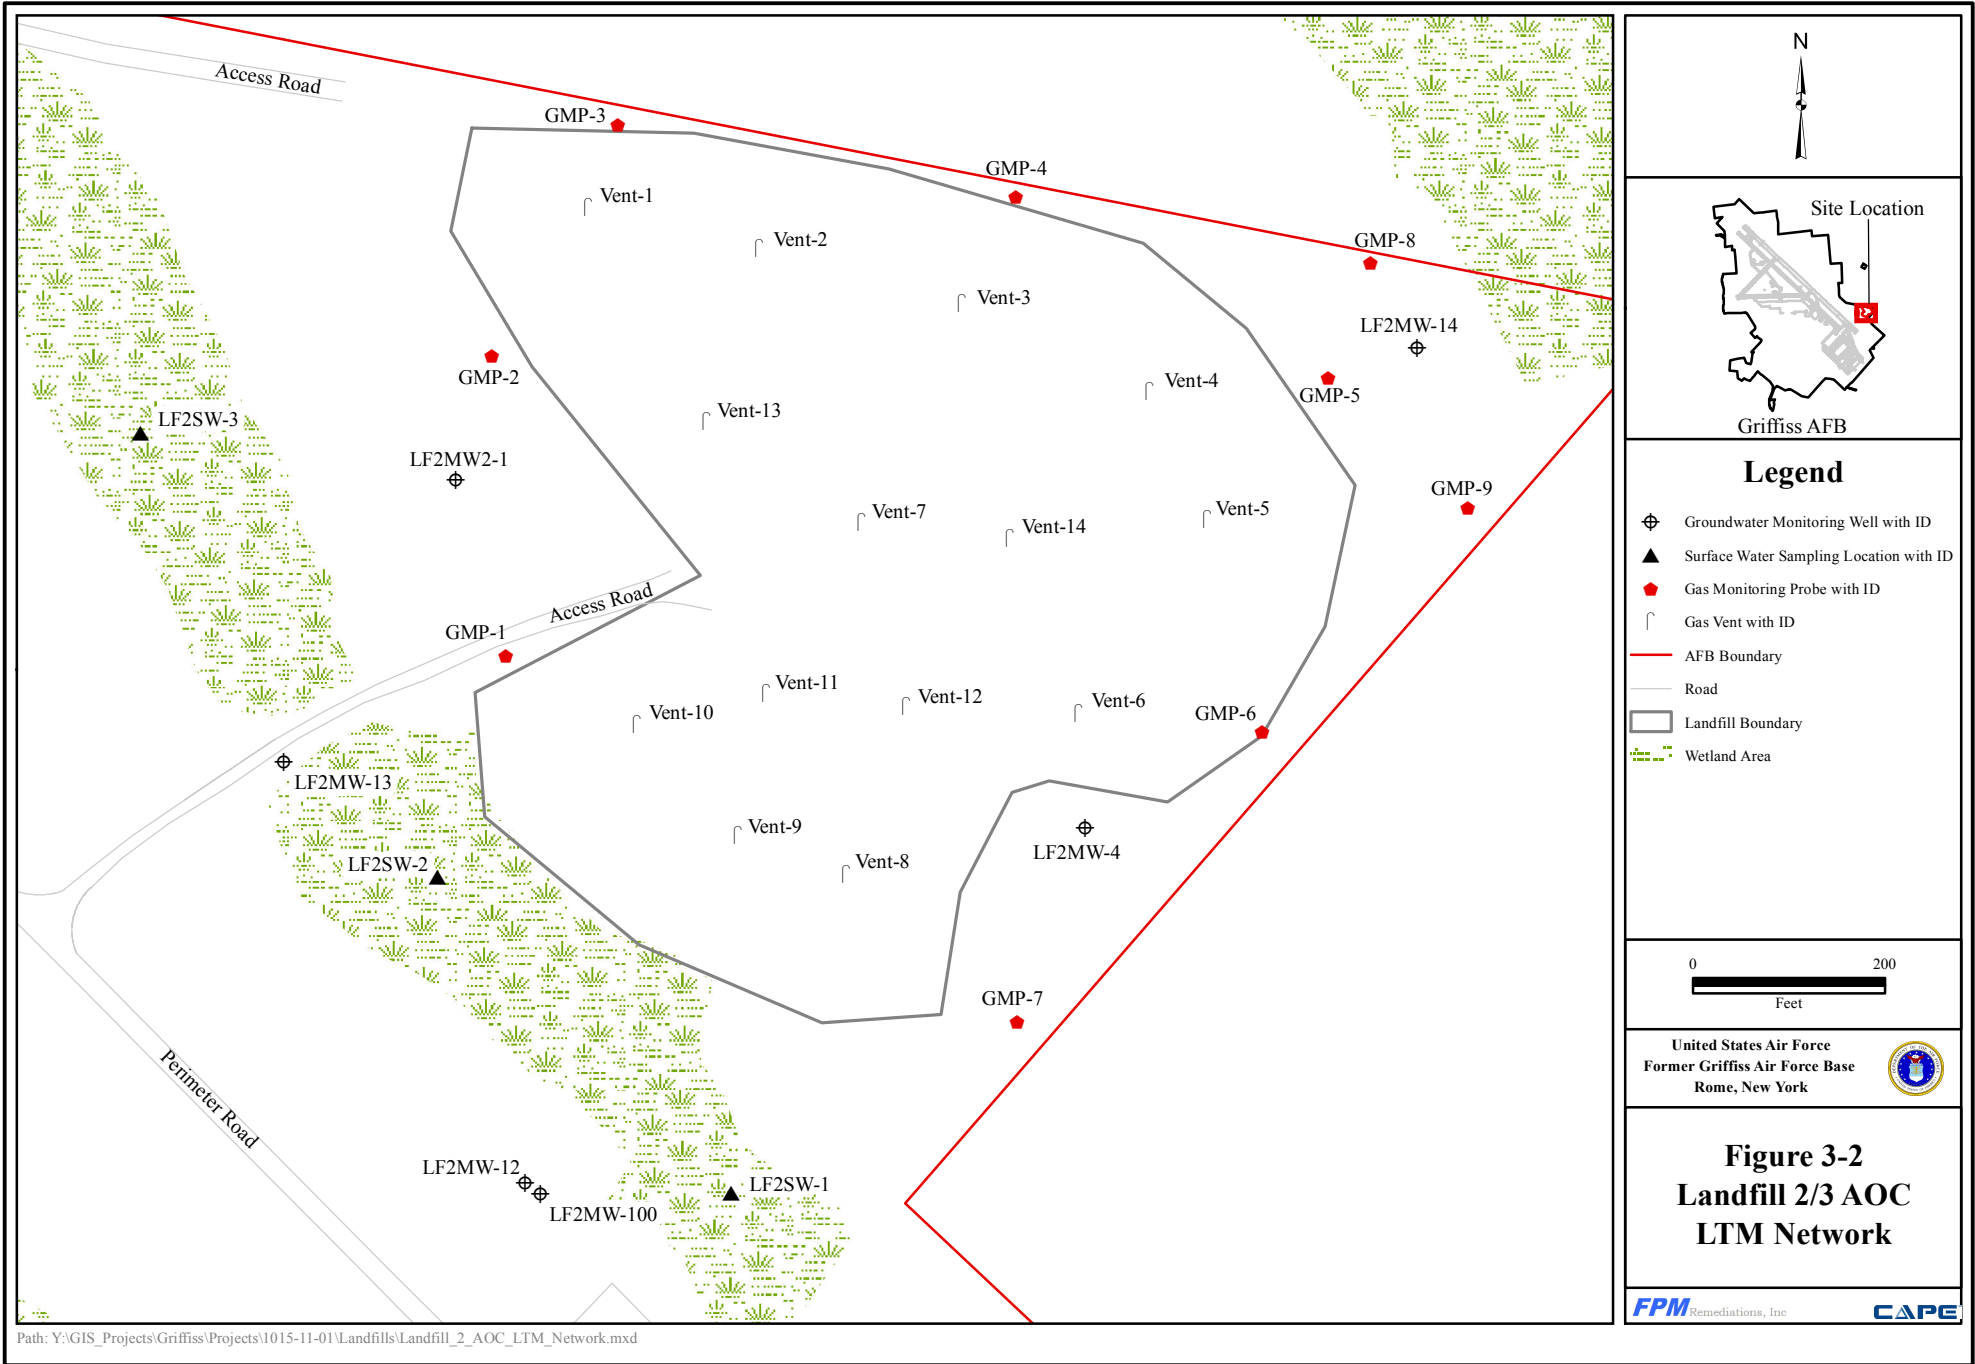 Access Road
GMP-3
GMP-4
Vent-1
Vent-2
GMP-8
Vent-3
LF2MW-14
GMP-2
Vent-4
GMP-5
Vent-13
LF2SW-3
LF2MW2-1
GMP-9
Vent-7
Vent-14
Vent-5
Access Road
GMP-1
Vent-11
Vent-12
Vent-6
Vent-10
GMP-6
LF2MW-13
Vent-9
LF2MW-4
LF2SW-2
Vent-8
GMP-7
Perimeter Road
LF2MW-12
LF2SW-1
LF2MW-100
N
Site Location
Griffiss AFB
Legend
Groundwater Monitoring Well with ID
Surface Water Sampling Location with ID
Gas Monitoring Probe with ID
Gas Vent with ID
AFB Boundary
Road
Landfill Boundary
Wetland Area
0 200
Feet
United States Air Force
Former Griffiss Air Force Base
Rome, New York
Figure 3-2
Landfill 2/3 AOC
LTM Network
FPM Remediations, Inc
CAPE
Path: Y:\GIS_Projects\Griffiss\Projects\1015-11-01\Landfills\Landfill_2_AOC_LTM_Network.mxd